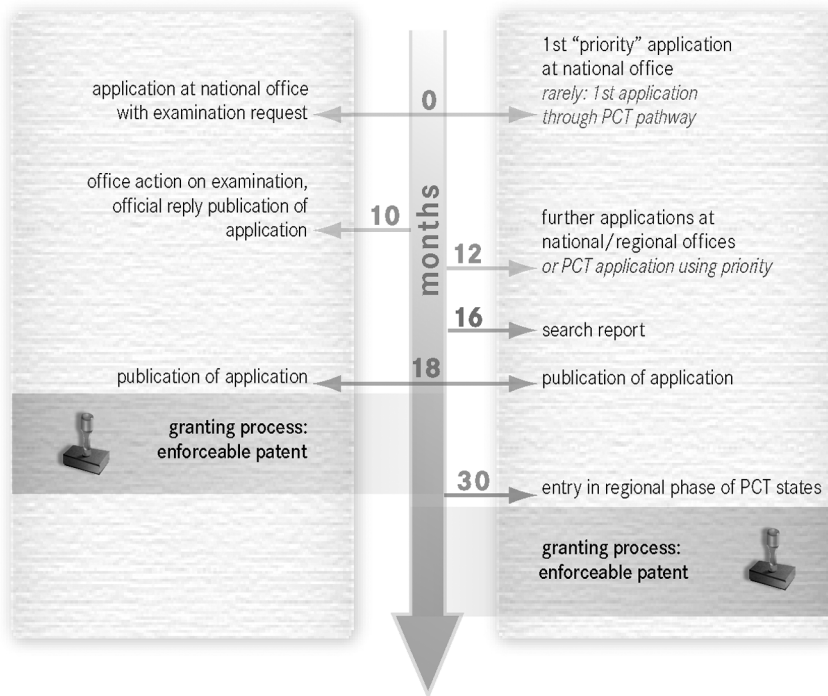 application at national office
with examination request
0
1st “priority” application
at national office
rarely: 1st application
through PCT pathway
months
office action on examination,
official reply publication of
application
10
12
further applications at
national/regional offices
or PCT application using priority
16
search report
publication of application
18
publication of application
granting process:
enforceable patent
30
entry in regional phase of PCT states
granting process:
enforceable patent